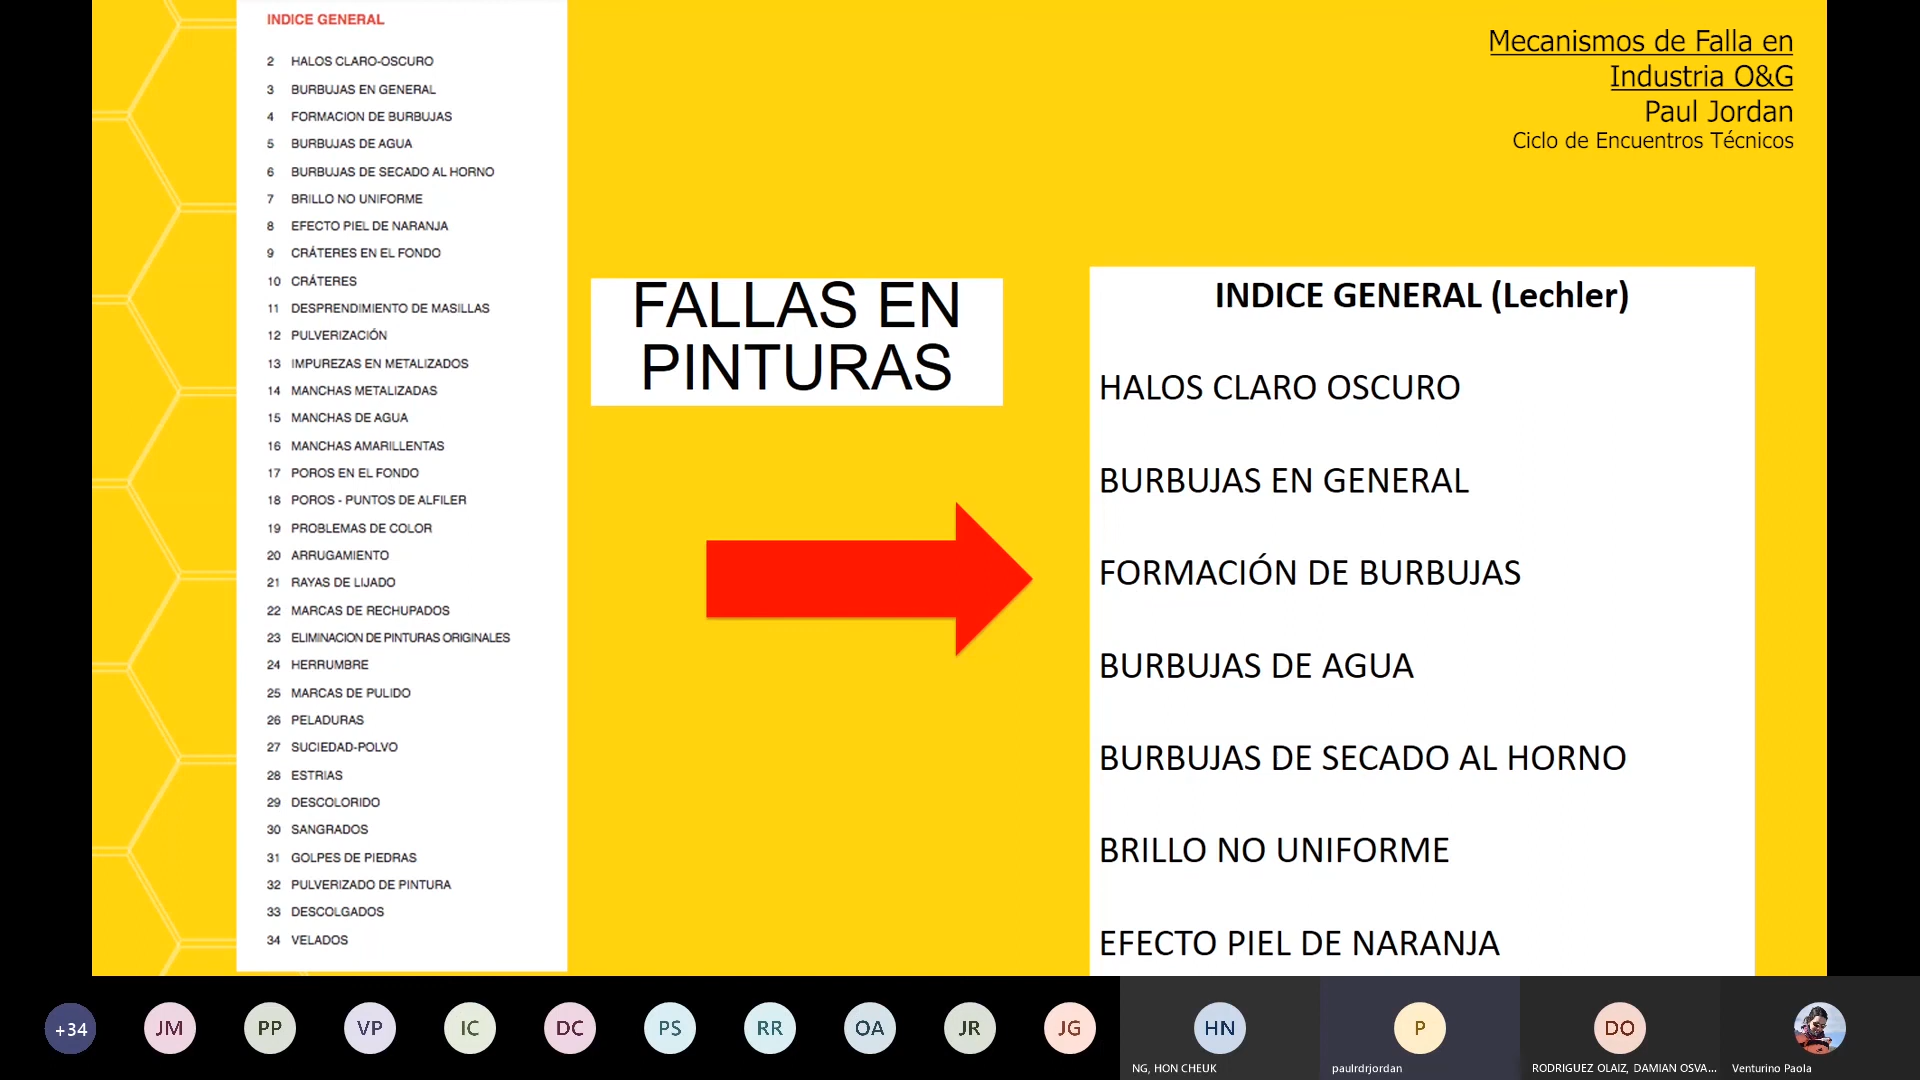 INDICE GENERAL
2 HALOS CLARO-OSCURO
3 BURBUJAS EN GENERAL
4 FORMACION DE BURBUJAS
5 BURBUJAS DE AGUA
6 BURBUJAS DE SECADO AL HORNO
7 BRILLO NO UNIFORME
8 EFECTO PIEL DE NARANJA
9 CRÁTERES EN EL FONDO
10 CRÁTERES
11 DESPRENDIMIENTO DE MASILLAS
12 PULVERIZACIÓN
13 IMPUREZAS EN METALIZADOS
14 MANCHAS METALIZADAS
15 MANCHAS DE AGUA
16 MANCHAS AMARILLENTAS
17 POROS EN EL FONDO
18 POROS - PUNTOS DE ALFILER
19 PROBLEMAS DE COLOR
20 ARRUGAMIENTO
21 RAYAS DE LIJADO
22 MARCAS DE RECHUPADOS
23 ELIMINACION DE PINTURAS ORIGINALES
24 HERRUMBRE
25 MARCAS DE PULIDO
26 PELADURAS
27 SUCIEDAD-POLVO
28 ESTRIAS
29 DESCOLORIDO
30 SANGRADOS
31 GOLPES DE PIEDRAS
32 PULVERIZADO DE PINTURA
33 DESCOLGADOS
34 VELADOS
FALLAS EN
PINTURAS
Mecanismos de Falla en
Industria O&G
Paul Jordan
Ciclo de Encuentros Técnicos
INDICE GENERAL (Lechler)
HALOS CLARO OSCURO
BURBUJAS EN GENERAL
FORMACIÓN DE BURBUJAS
BURBUJAS DE AGUA
BURBUJAS DE SECADO AL HORNO
BRILLO NO UNIFORME
EFECTO PIEL DE NARANJA
+34 JM PP VP IC DC PS RR OA JR JG HN P DO
NG, HON CHEUK paulrdrjordan RODRIGUEZ OLAIZ, DAMIAN OSVA... Venturino Paola